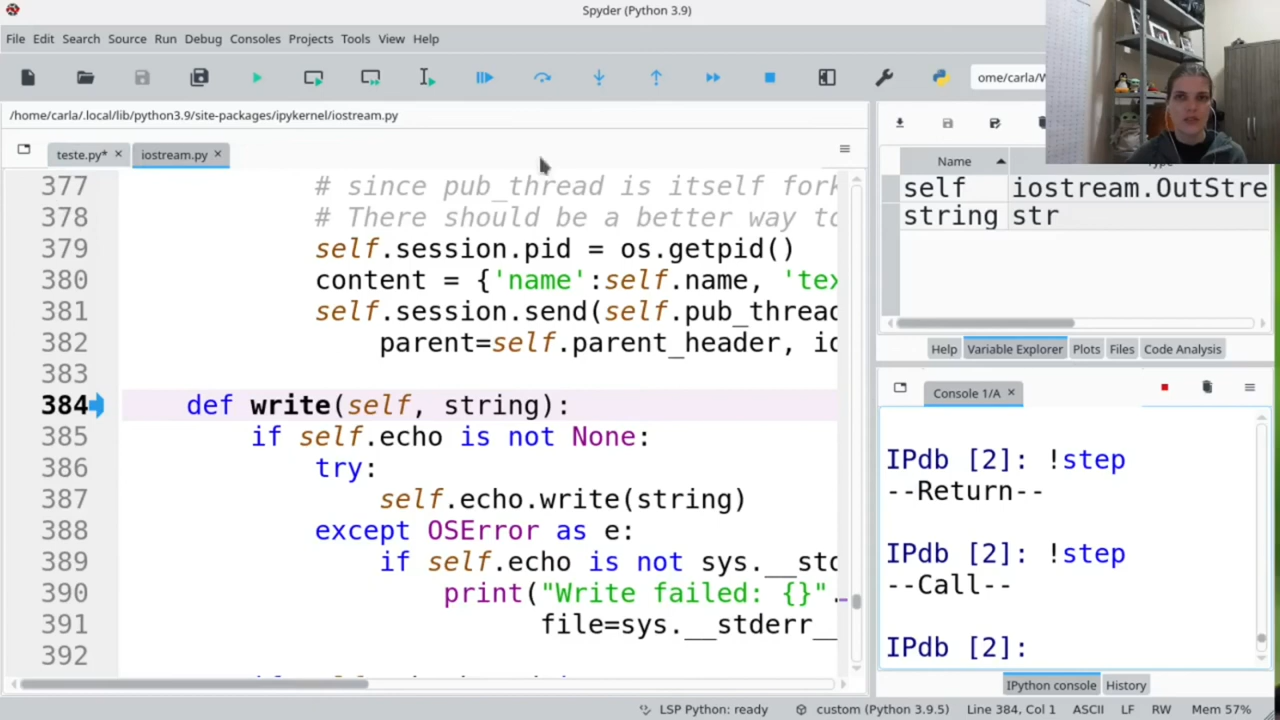 Spyder (Python 3.9)
File Edit Search Source Run Debug Consoles Projects Tools View Help
ome/carla/W
/home/carla/.local/lib/python3.9/site-packages/ipykernel/iostream.py
teste.py*
iostream.py
377 # since pub_thread is itself fork
378 # There should be a better way to
379 self.session.pid = os.getpid()
380 content = {'name':self.name, 'tex
381 self.session.send(self.pub_thread
382 parent=self.parent_header, io
383
384 def write(self, string):
385 if self.echo is not None:
386 try:
387 self.echo.write(string)
388 except OSError as e:
389 if self.echo is not sys.__std
390 print("Write failed: {}".
391 file=sys.__stderr__
392
Name Type
self iostream.OutStre
string str
Help Variable Explorer Plots Files Code Analysis
Console 1/A
IPdb [2]: !step
--Return--
IPdb [2]: !step
--Call--
IPdb [2]:
IPython console History
LSP Python: ready custom (Python 3.9.5) Line 384, Col 1 ASCII LF RW Mem 57%